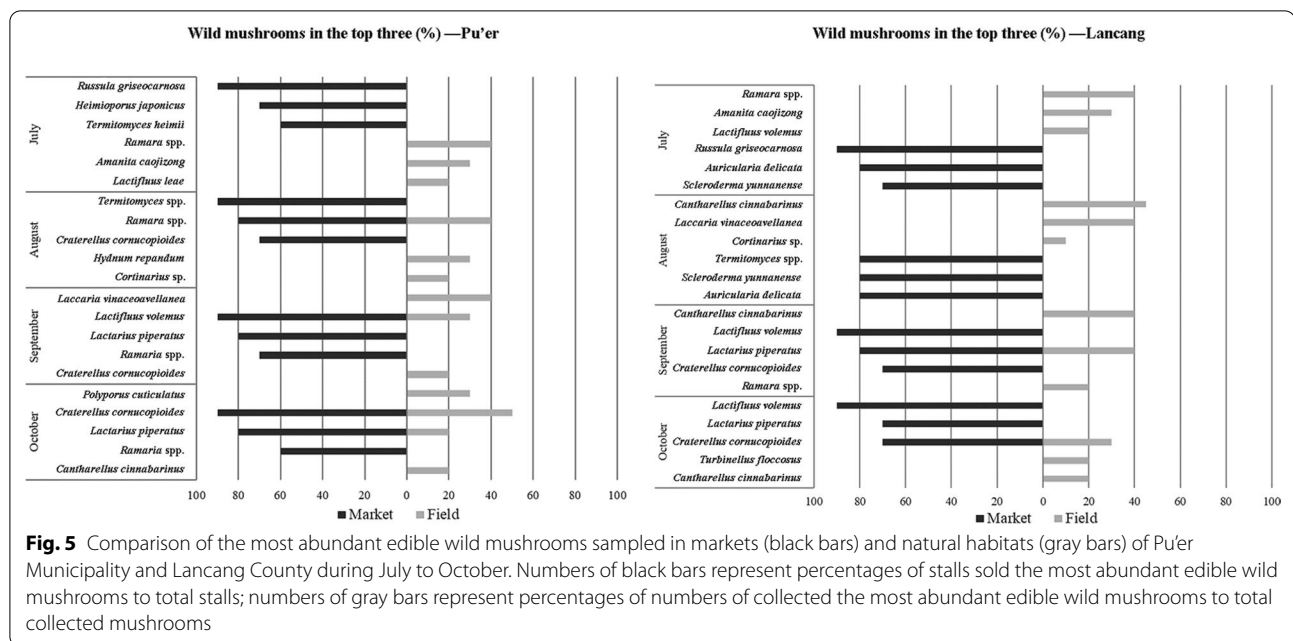 Wild mushrooms in the top three (%) —Pu'er
July
Russula griseocarnosa
Heimioporus japonicus
Termitomyces heimii
Ramara spp.
Amanita caojizong
Lactifluus leae
August
Termitomyces spp.
Ramara spp.
Craterellus cornucopioides
Hydnum repandum
Cortinarius sp.
September
Laccaria vinaceoavellanea
Lactifluus volemus
Lactarius piperatus
Ramaria spp.
Craterellus cornucopioides
October
Polyporus cuticulatus
Craterellus cornucopioides
Lactarius piperatus
Ramaria spp.
Cantharellus cinnabarinus
100 80 60 40 20 0 20 40 60 80 100
Market Field
Wild mushrooms in the top three (%) —Lancang
July
Ramara spp.
Amanita caojizong
Lactifluus volemus
Russula griseocarnosa
Auricularia delicata
Scleroderma yunnanense
August
Cantharellus cinnabarinus
Laccaria vinaceoavellanea
Cortinarius sp.
Termitomyces spp.
Scleroderma yunnanense
Auricularia delicata
September
Cantharellus cinnabarinus
Lactifluus volemus
Lactarius piperatus
Craterellus cornucopioides
Ramara spp.
October
Lactifluus volemus
Lactarius piperatus
Craterellus cornucopioides
Turbinellus floccosus
Cantharellus cinnabarinus
100 80 60 40 20 0 20 40 60 80 100
Market Field
Fig. 5 Comparison of the most abundant edible wild mushrooms sampled in markets (black bars) and natural habitats (gray bars) of Pu'er
Municipality and Lancang County during July to October. Numbers of black bars represent percentages of stalls sold the most abundant edible wild
mushrooms to total stalls; numbers of gray bars represent percentages of numbers of collected the most abundant edible wild mushrooms to total
collected mushrooms